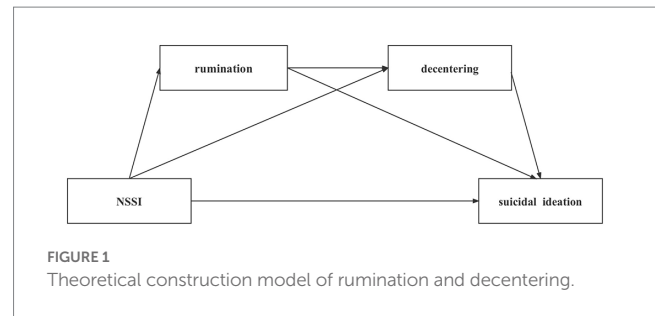 rumination
decentering
NSSI
suicidal ideation
FIGURE 1
Theoretical construction model of rumination and decentering.